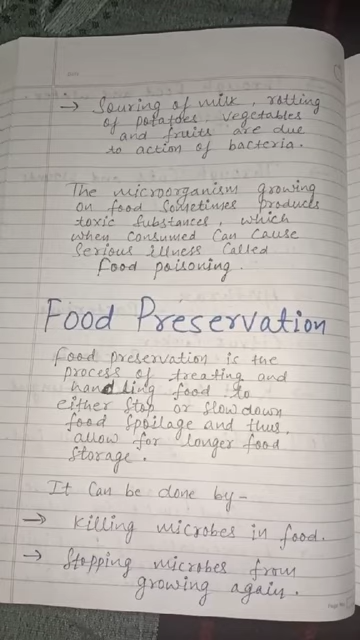 → Souring of milk, rotting
of potatoes, vegetables
and fruits are due
to action of bacteria.
The microorganism growing
on food sometimes produces
toxic substances, which
when consumed can cause
serious illness called
food poisoning.
Food Preservation
Food preservation is the
process of treating and
handling food to
either stop or slow down
food spoilage and thus,
allow for longer food
storage.
It can be done by-
→ killing microbes in food.
→ Stopping microbes from
growing again.